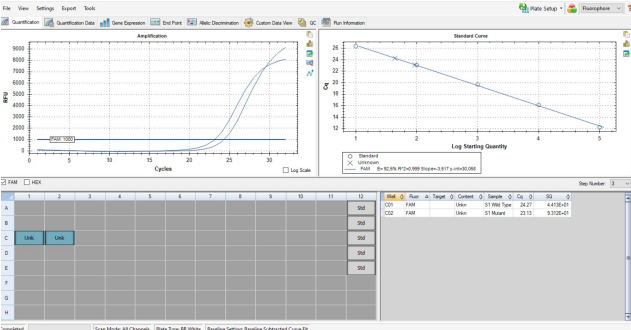 File View Settings Export Tools
Plate Setup Fluorophore ?
Quantification Quantification Data Gene Expression End Point Allelic Discrimination Custom Data View QC Run Information
Amplification
RFU
9000
8000
7000
6000
5000
4000
3000
2000
1000
0
FAM: 1000
0 5 10 15 20 25 30
Cycles
Log Scale
Standard Curve
Cq
26
24
22
20
18
16
14
12
1 2 3 4 5
Log Starting Quantity
Standard
Unknown
FAM E= 92,5% R^2=0,999 Slope=-3,517 y-int=30,058
FAM HEX
Step Number: 3
1 2 3 4 5 6 7 8 9 10 11 12
A Std
B Std
C Unk Unk Std
D Std
E Std
F
G
H
Well Fluor Target Content Sample Cq SQ
C01 FAM Unkn S1 Wild Type 24,27 4,413E+01
C02 FAM Unkn S1 Mutant 23,13 9,312E+01
Completed Scan Mode: All Channels Plate Type: BR White Baseline Setting: Baseline Subtracted Curve Fit